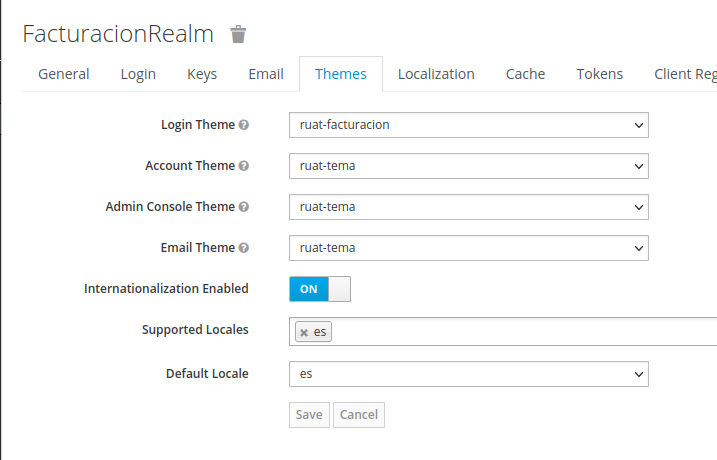 FacturacionRealm
General Login Keys Email Themes Localization Cache Tokens Client Reg
Login Theme ruat-facturacion
Account Theme ruat-tema
Admin Console Theme ruat-tema
Email Theme ruat-tema
Internationalization Enabled ON
Supported Locales es
Default Locale es
Save Cancel